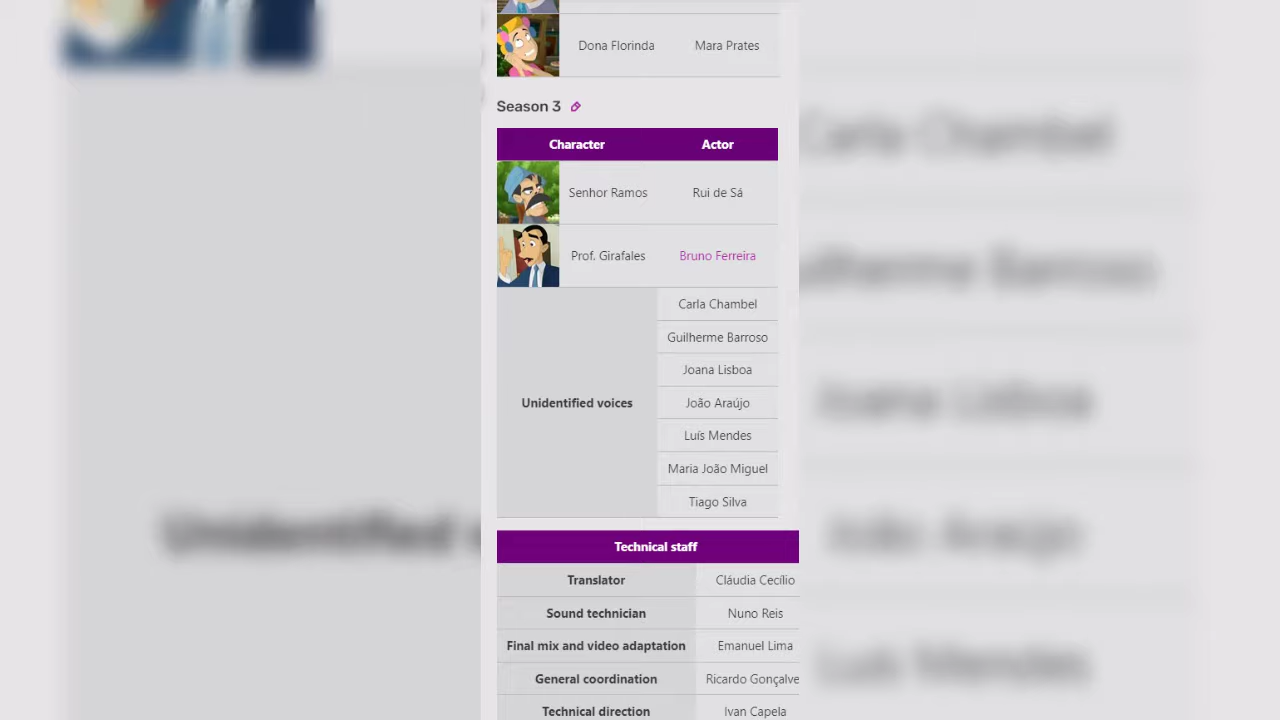 Dona Florinda Mara Prates
Season 3
Character Actor
Senhor Ramos Rui de Sá
Prof. Girafales Bruno Ferreira
Unidentified voices
Carla Chambel
Guilherme Barroso
Joana Lisboa
João Araújo
Luís Mendes
Maria João Miguel
Tiago Silva
Technical staff
Translator Cláudia Cecílio
Sound technician Nuno Reis
Final mix and video adaptation Emanuel Lima
General coordination Ricardo Gonçalve
Technical direction Ivan Capela